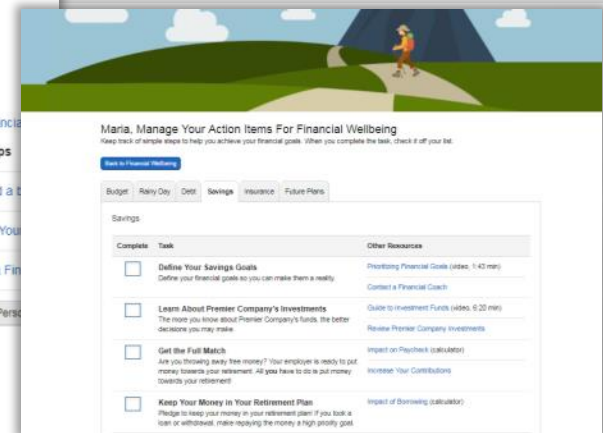 ps
Maria, Manage Your Action Items For Financial Wellbeing
Keep track of simple steps to help you achieve your financial goals. When you complete the task, check it off your list.
Back to Financial Wellbeing
Budget Rainy Day Debt Savings Insurance Future Plans
Savings
Complete Task Other Resources
Define Your Savings Goals
Define your financial goals so you can make them a reality.
Prioritizing Financial Goals (video, 1:43 min)
Contact a Financial Coach
Learn About Premier Company's Investments
The more you know about Premier Company's funds, the better
decisions you may make.
Guide to Investment Funds (video, 6:20 min)
Review Premier Company Investments
Get the Full Match
Are you throwing away free money? Your employer is ready to put
money towards your retirement. All you have to do is put money
towards your retirement!
Impact on Paycheck (calculator)
Increase Your Contributions
Keep Your Money in Your Retirement Plan
Pledge to keep your money in your retirement plan! If you took a
loan or withdrawal, make repaying the money a high priority goal.
Impact of Borrowing (calculator)